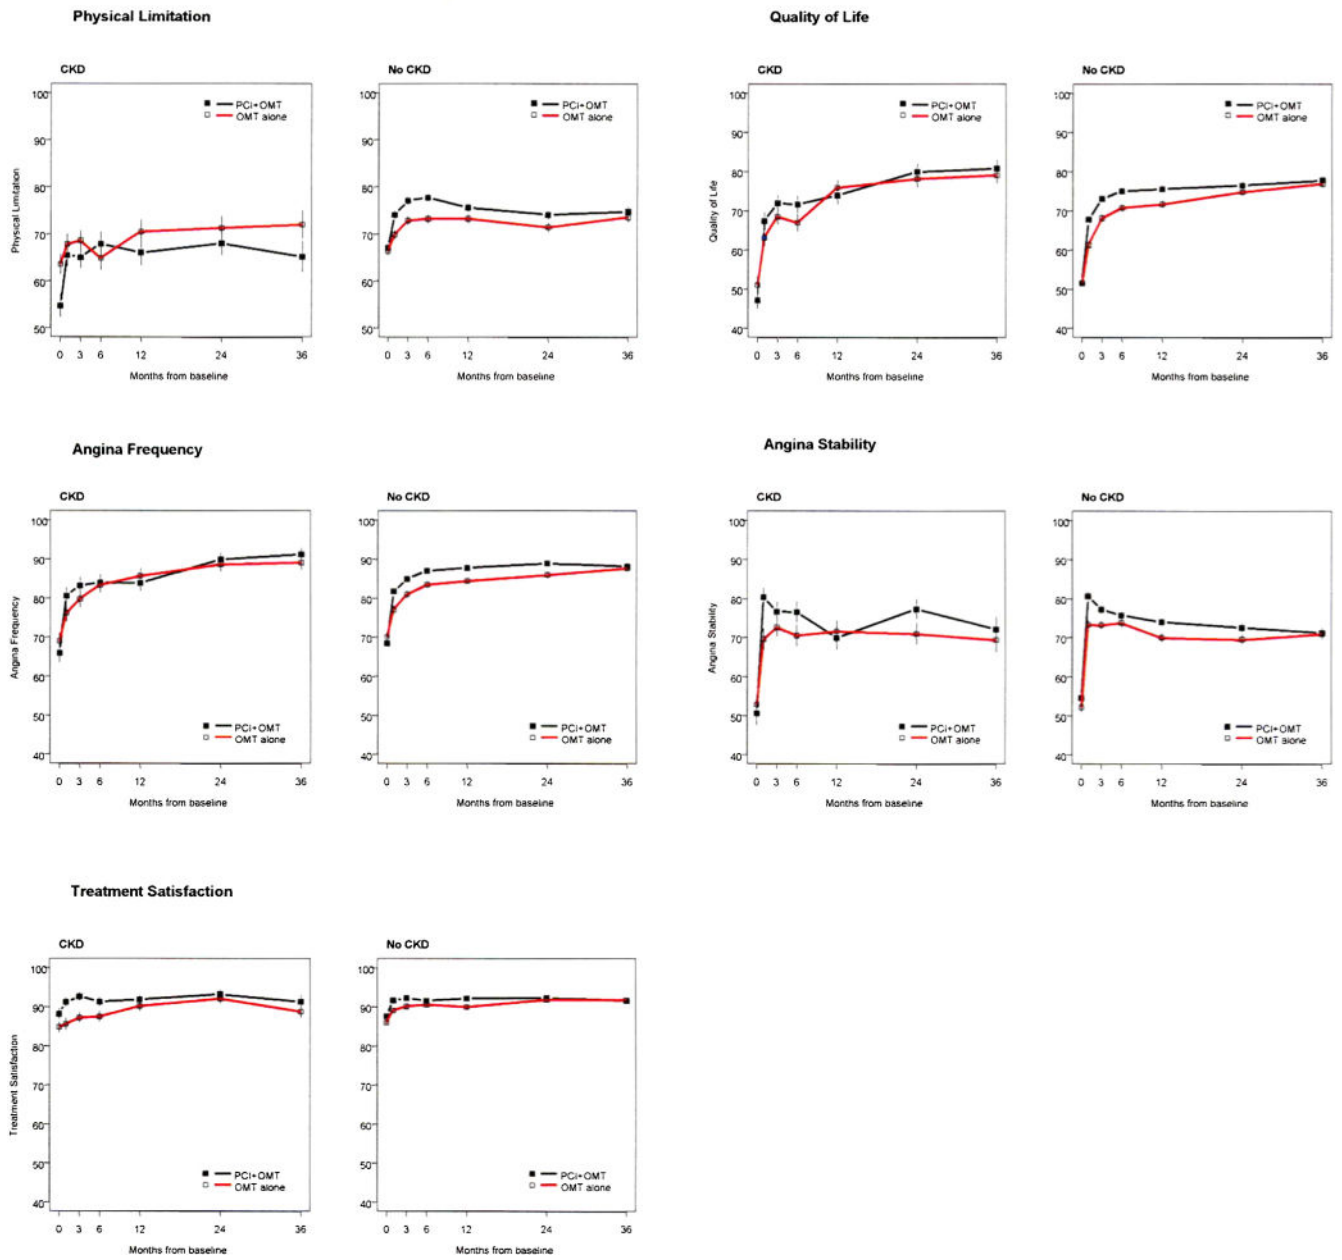 Physical Limitation
CKD
100
90
80
70
60
50
Physical Limitation
PCI+OMT
OMT alone
0 3 6 12 24 36
Months from baseline
No CKD
100
90
80
70
60
50
PCI+OMT
OMT alone
0 3 6 12 24 36
Months from baseline
Quality of Life
CKD
100
90
80
70
60
50
40
Quality of Life
PCI+OMT
OMT alone
0 3 6 12 24 36
Months from baseline
No CKD
100
90
80
70
60
50
40
PCI+OMT
OMT alone
0 3 6 12 24 36
Months from baseline
Angina Frequency
CKD
100
90
80
70
60
50
40
Angina Frequency
PCI+OMT
OMT alone
0 3 6 12 24 36
Months from baseline
No CKD
100
90
80
70
60
50
40
PCI+OMT
OMT alone
0 3 6 12 24 36
Months from baseline
Angina Stability
CKD
100
90
80
70
60
50
40
Angina Stability
PCI+OMT
OMT alone
0 3 6 12 24 36
Months from baseline
No CKD
100
90
80
70
60
50
40
PCI+OMT
OMT alone
0 3 6 12 24 36
Months from baseline
Treatment Satisfaction
CKD
100
90
80
70
60
50
40
Treatment Satisfaction
PCI+OMT
OMT alone
0 3 6 12 24 36
Months from baseline
No CKD
100
90
80
70
60
50
40
PCI+OMT
OMT alone
0 3 6 12 24 36
Months from baseline